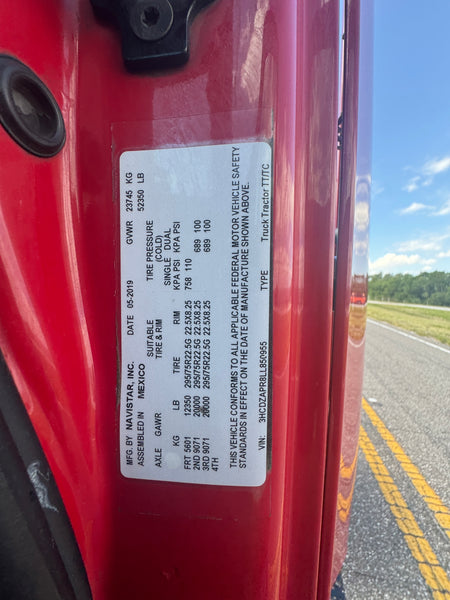 MFG. BY NAVISTAR, INC. DATE 05-2019 GVWR 23745 KG
ASSEMBLED IN MEXICO 52350 LB
SUITABLE TIRE PRESSURE
TIRE & RIM (COLD)
AXLE GAWR SINGLE DUAL
KG LB TIRE RIM KPA PSI KPA PSI
FRT 5601 12350 295/75R22.5G 22.5X8.25 758 110
2ND 9071 20000 295/75R22.5G 22.5X8.25 689 100
3RD 9071 20000 295/75R22.5G 22.5X8.25 689 100
4TH
THIS VEHICLE CONFORMS TO ALL APPLICABLE FEDERAL MOTOR VEHICLE SAFETY
STANDARDS IN EFFECT ON THE DATE OF MANUFACTURE SHOWN ABOVE.
VIN: 3HCDZAPR8LL850955 TYPE Truck Tractor TT/TC